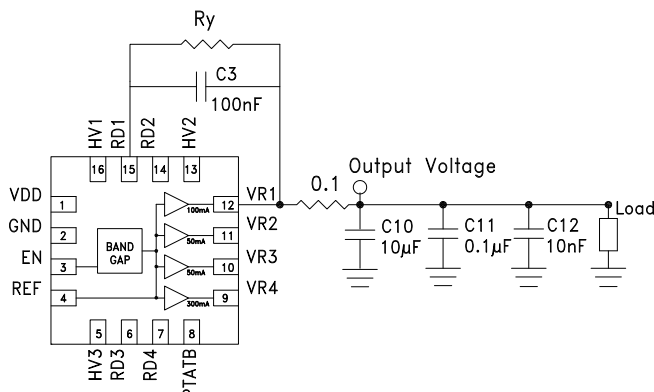 Ry
C3
100nF
HV1
RD1
RD2
HV2
16
15
14
13
Output Voltage
0.1
VDD
1
GND
2
EN
3
REF
4
BAND
GAP
100mA
12
VR1
50mA
11
VR2
50mA
10
VR3
300mA
9
VR4
C10
10µF
C11
0.1µF
C12
10nF
Load
5
6
7
8
HV3
RD3
RD4
PTATB